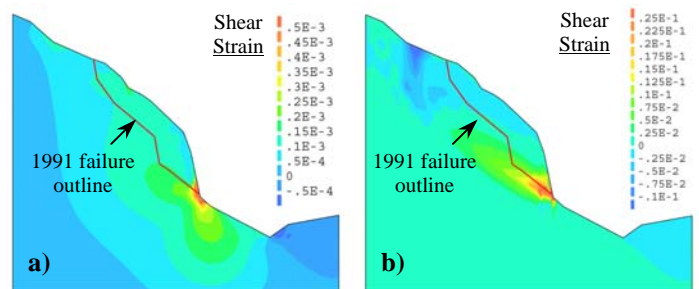 Shear
Strain
.5E-3
.45E-3
.4E-3
.35E-3
.3E-3
.25E-3
.2E-3
.15E-3
.1E-3
.5E-4
0
-.5E-4
1991 failure
outline
a)
Shear
Strain
.25E-1
.22E-1
.2E-1
.17E-1
.15E-1
.12E-1
.1E-1
.75E-2
.5E-2
.25E-2
0
-.25E-2
-.5E-2
-.75E-2
-.1E-1
1991 failure
outline
b)